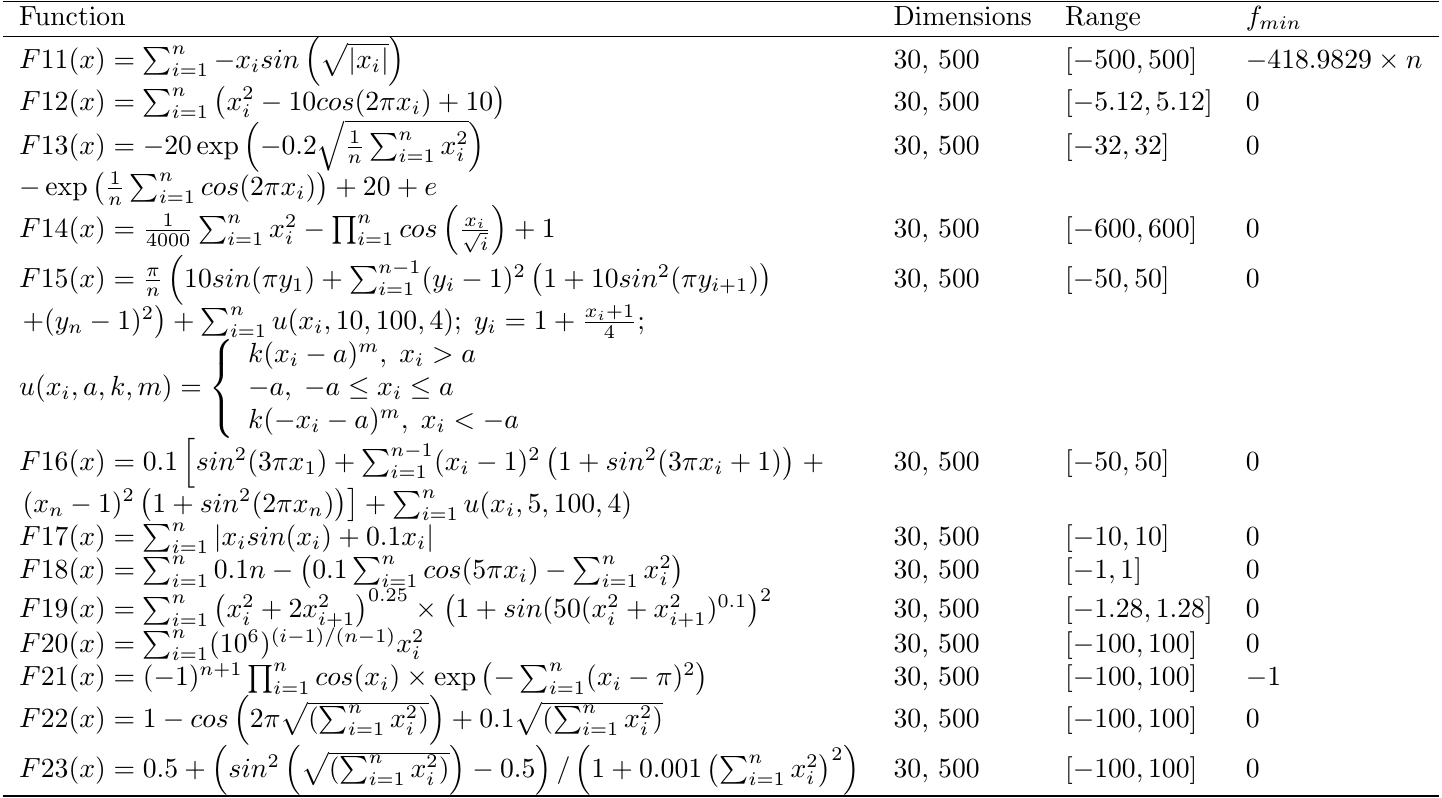 Function Dimensions Range f_{min}
F11(x) = ∑_{i=1}^{n} −x_i sin(√|x_i|) 30, 500 [−500, 500] −418.9829 × n
F12(x) = ∑_{i=1}^{n} (x_i^2 − 10cos(2πx_i) + 10) 30, 500 [−5.12, 5.12] 0
F13(x) = −20 exp(−0.2√(1/n ∑_{i=1}^{n} x_i^2)) 30, 500 [−32, 32] 0
− exp(1/n ∑_{i=1}^{n} cos(2πx_i)) + 20 + e
F14(x) = 1/4000 ∑_{i=1}^{n} x_i^2 − ∏_{i=1}^{n} cos(x_i/√i) + 1 30, 500 [−600, 600] 0
F15(x) = π/n (10sin(πy_1) + ∑_{i=1}^{n−1} (y_i − 1)^2 (1 + 10sin^2(πy_{i+1})) 30, 500 [−50, 50] 0
+(y_n − 1)^2) + ∑_{i=1}^{n} u(x_i, 10, 100, 4); y_i = 1 + (x_i+1)/4;
k(x_i − a)^m, x_i > a
u(x_i, a, k, m) = { −a, −a ≤ x_i ≤ a
k(−x_i − a)^m, x_i < −a
F16(x) = 0.1[sin^2(3πx_1) + ∑_{i=1}^{n−1} (x_i − 1)^2 (1 + sin^2(3πx_i + 1)) + 30, 500 [−50, 50] 0
(x_n − 1)^2 (1 + sin^2(2πx_n))] + ∑_{i=1}^{n} u(x_i, 5, 100, 4)
F17(x) = ∑_{i=1}^{n} |x_i sin(x_i) + 0.1x_i| 30, 500 [−10, 10] 0
F18(x) = ∑_{i=1}^{n} 0.1n − (0.1 ∑_{i=1}^{n} cos(5πx_i) − ∑_{i=1}^{n} x_i^2) 30, 500 [−1, 1] 0
F19(x) = ∑_{i=1}^{n} (x_i^2 + 2x_{i+1}^2)^{0.25} × (1 + sin(50(x_i^2 + x_{i+1}^2)^{0.1})^2 30, 500 [−1.28, 1.28] 0
F20(x) = ∑_{i=1}^{n} (10^6)^{(i−1)/(n−1)} x_i^2 30, 500 [−100, 100] 0
F21(x) = (−1)^{n+1} ∏_{i=1}^{n} cos(x_i) × exp(−∑_{i=1}^{n} (x_i − π)^2) 30, 500 [−100, 100] −1
F22(x) = 1 − cos(2π√(∑_{i=1}^{n} x_i^2)) + 0.1√(∑_{i=1}^{n} x_i^2) 30, 500 [−100, 100] 0
F23(x) = 0.5 + (sin^2(√(∑_{i=1}^{n} x_i^2)) − 0.5) / (1 + 0.001(∑_{i=1}^{n} x_i^2)^2) 30, 500 [−100, 100] 0